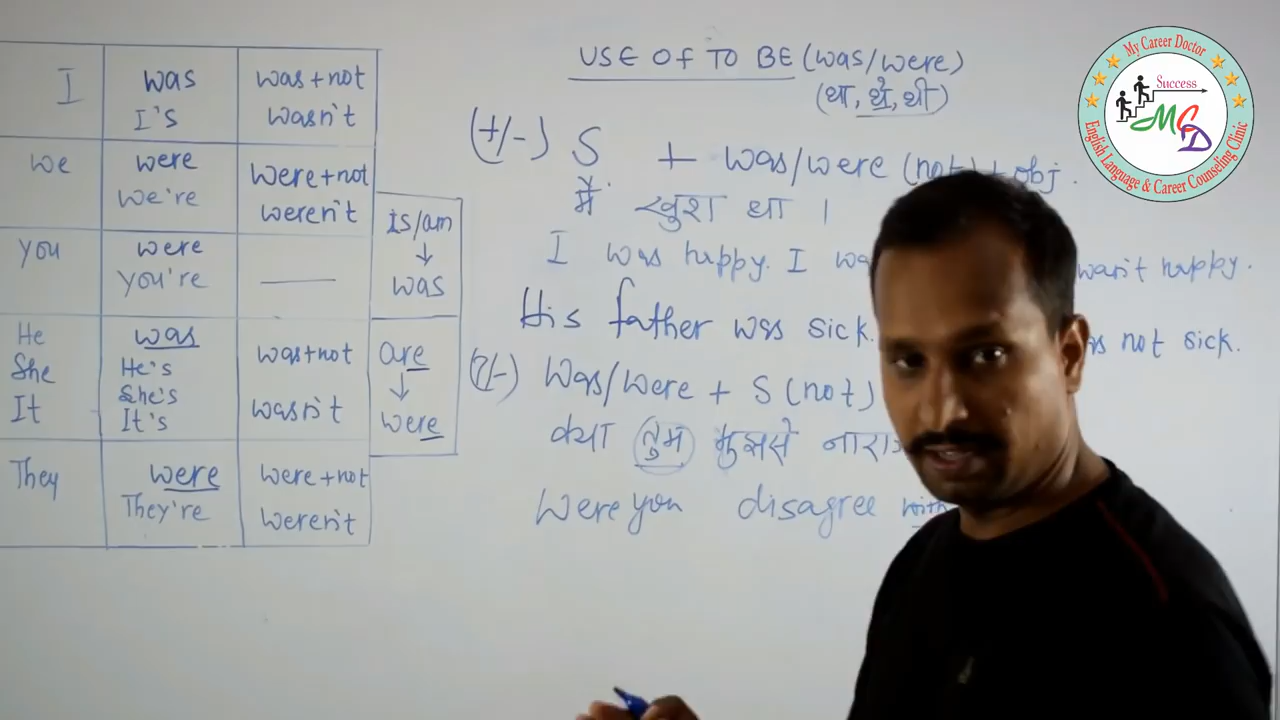 USE OF TO BE (was/were)
(था, थे, थी)
I was was+not
I's wasn't
we were were+not
we're weren't
you were
you're
He was was+not
She He's
She's
It It's wasn't
They were were+not
They're weren't
is/am
↓
was
are
↓
were
(+/-) S + was/were (not) + obj.
मैं खुश था ।
I was happy. I wasn't happy.
His father was sick. not sick.
(?/-) Was/were + S (not)
क्या तुम मुझसे
Were you disagree with
My Career Doctor
Success
MCD
English Language & Career Counseling Clinic